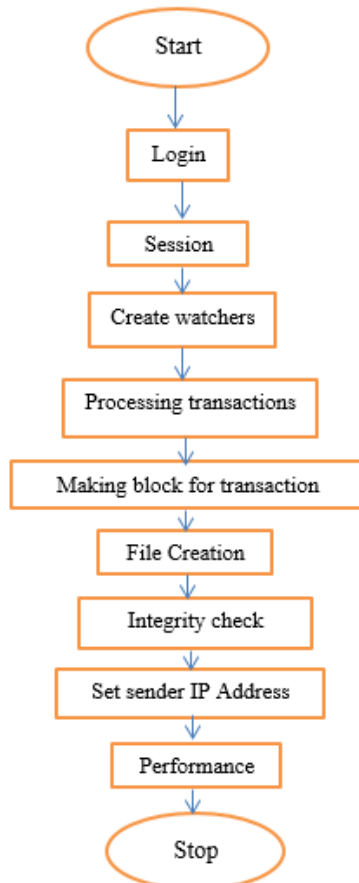 Start
Login
Session
Create watchers
Processing transactions
Making block for transaction
File Creation
Integrity check
Set sender IP Address
Performance
Stop